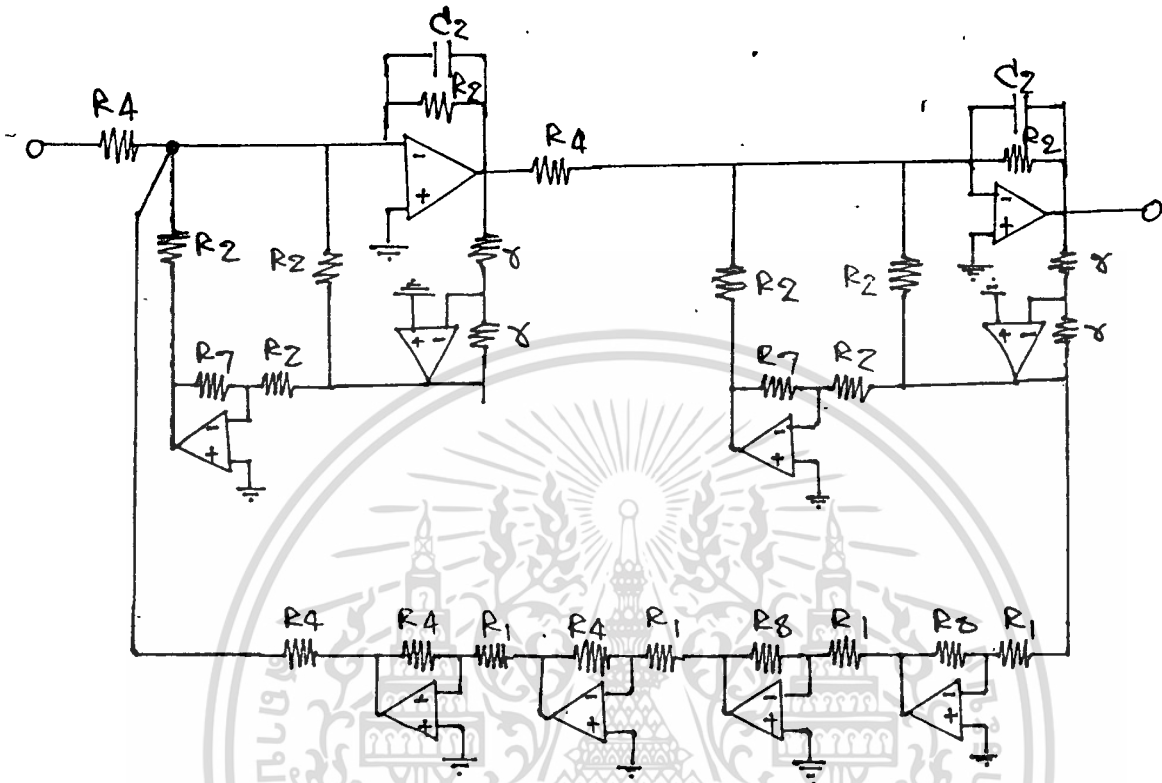 C2
R2
R4
-
+
R4
C2
R2
-
+
R2
R2
γ
+ -
γ
R7
R2
-
+
R2
R2
γ
+ -
γ
R7
R2
-
+
R4
R4
R1
R4
R1
R8
R1
R8
R1
+
+
-
+
-
+
-
+